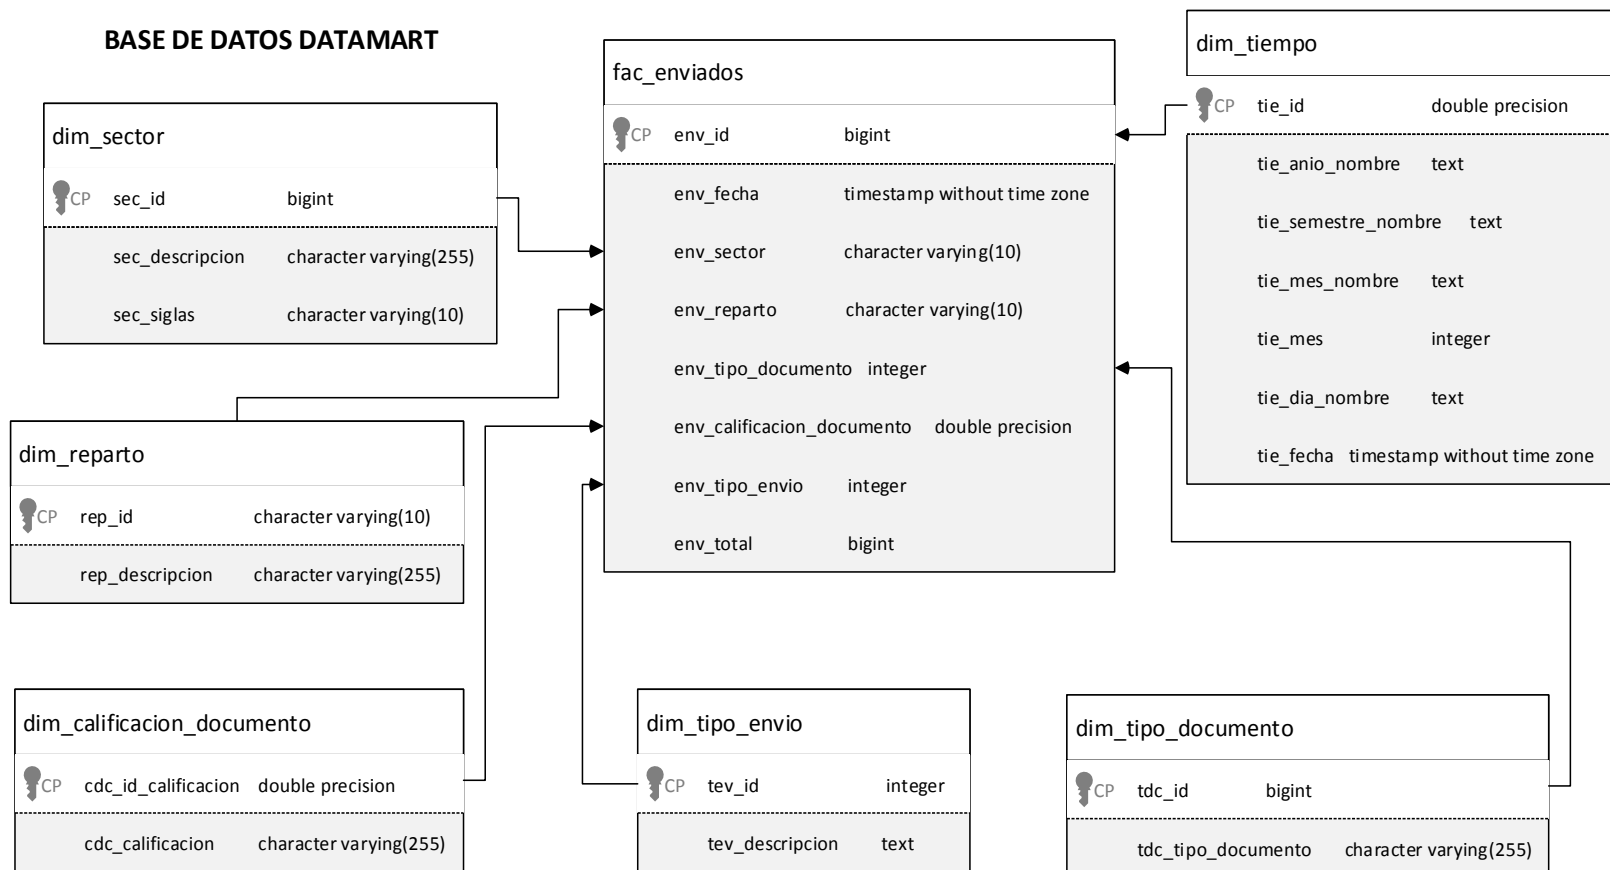 BASE DE DATOS DATAMART
dim_sector
CP sec_id bigint
sec_descripcion character varying(255)
sec_siglas character varying(10)
fac_enviados
CP env_id bigint
env_fecha timestamp without time zone
env_sector character varying(10)
env_reparto character varying(10)
env_tipo_documento integer
env_calificacion_documento double precision
env_tipo_envio integer
env_total bigint
dim_tiempo
CP tie_id double precision
tie_anio_nombre text
tie_semestre_nombre text
tie_mes_nombre text
tie_mes integer
tie_dia_nombre text
tie_fecha timestamp without time zone
dim_reparto
CP rep_id character varying(10)
rep_descripcion character varying(255)
dim_calificacion_documento
CP cdc_id_calificacion double precision
cdc_calificacion character varying(255)
dim_tipo_envio
CP tev_id integer
tev_descripcion text
dim_tipo_documento
CP tdc_id bigint
tdc_tipo_documento character varying(255)